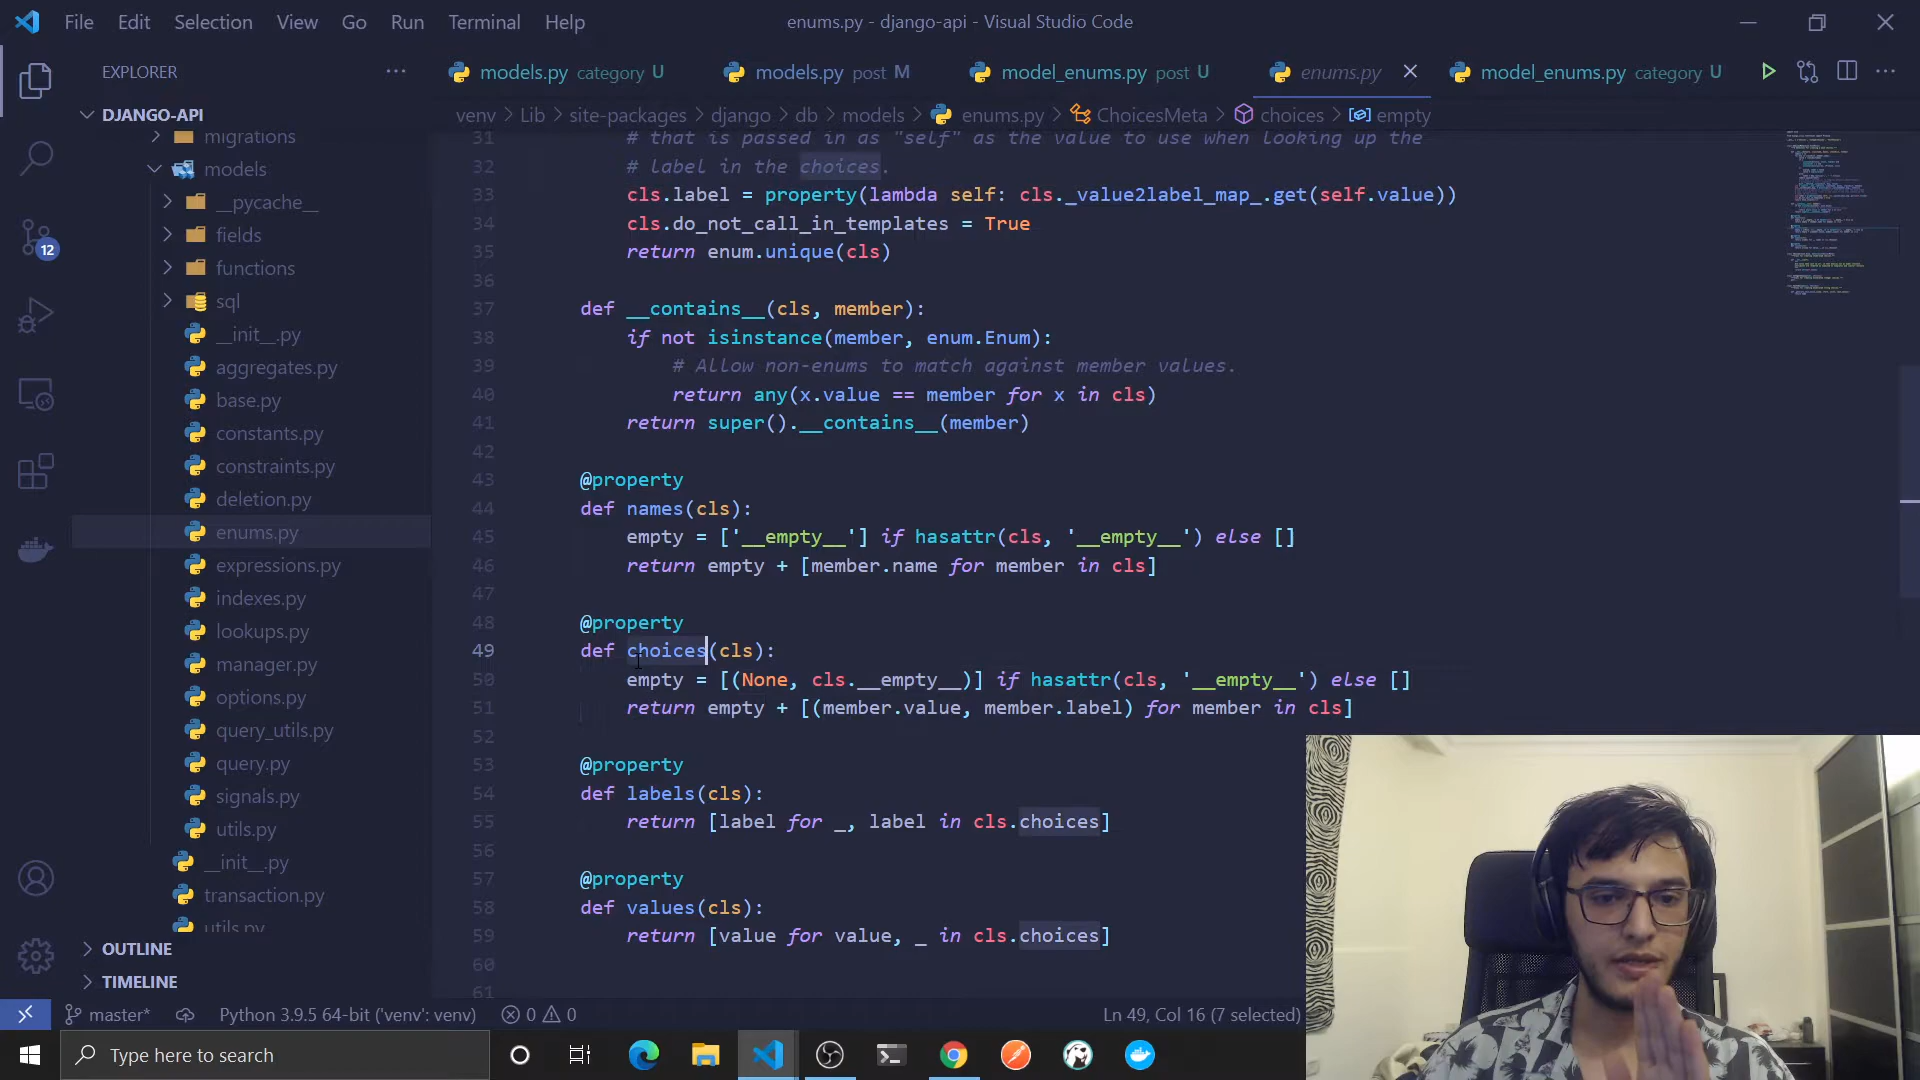 File Edit Selection View Go Run Terminal Help
enums.py - django-api - Visual Studio Code
EXPLORER
models.py category U
models.py post M
model_enums.py post U
enums.py
model_enums.py category U
DJANGO-API
venv > Lib > site-packages > django > db > models > enums.py > ChoicesMeta > choices > empty
migrations
models
__pycache__
fields
functions
sql
__init__.py
aggregates.py
base.py
constants.py
constraints.py
deletion.py
enums.py
expressions.py
indexes.py
lookups.py
manager.py
options.py
query_utils.py
query.py
signals.py
utils.py
__init__.py
transaction.py
utils.py
OUTLINE
TIMELINE
12
31 # that is passed in as "self" as the value to use when looking up the
32 # label in the choices.
33 cls.label = property(lambda self: cls._value2label_map_.get(self.value))
34 cls.do_not_call_in_templates = True
35 return enum.unique(cls)
36
37 def __contains__(cls, member):
38 if not isinstance(member, enum.Enum):
39 # Allow non-enums to match against member values.
40 return any(x.value == member for x in cls)
41 return super().__contains__(member)
42
43 @property
44 def names(cls):
45 empty = ['__empty__'] if hasattr(cls, '__empty__') else []
46 return empty + [member.name for member in cls]
47
48 @property
49 def choices(cls):
50 empty = [(None, cls.__empty__)] if hasattr(cls, '__empty__') else []
51 return empty + [(member.value, member.label) for member in cls]
52
53 @property
54 def labels(cls):
55 return [label for _, label in cls.choices]
56
57 @property
58 def values(cls):
59 return [value for value, _ in cls.choices]
60
61
master* Python 3.9.5 64-bit ('venv': venv) 0 0 Ln 49, Col 16 (7 selected)
Type here to search